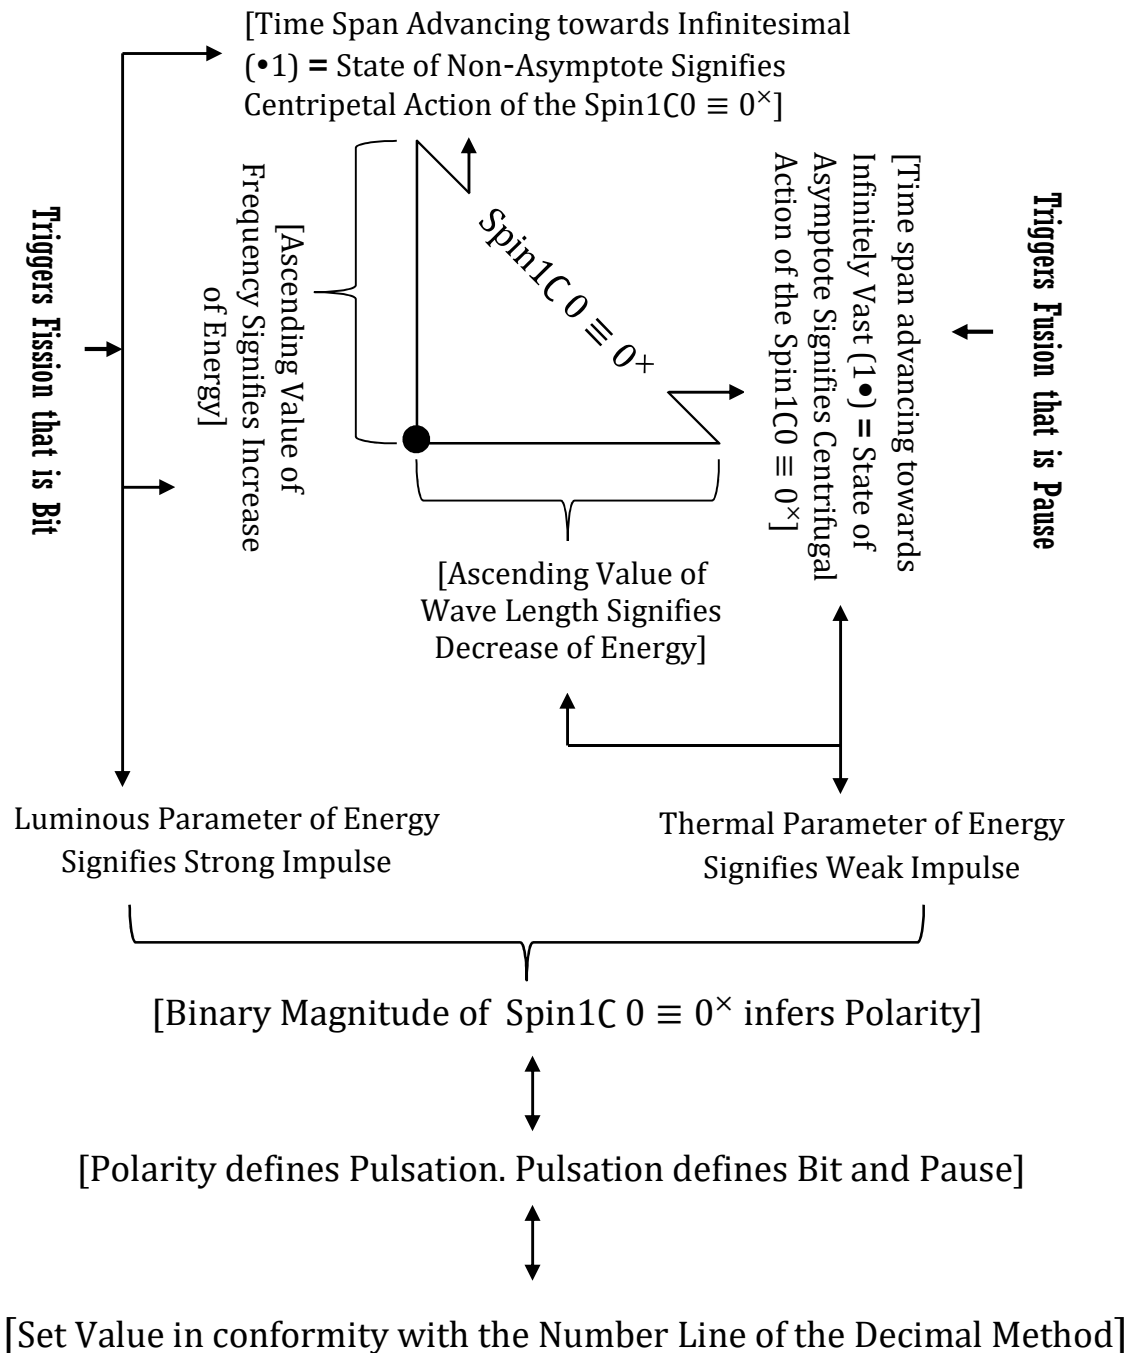 [Time Span Advancing towards Infinitesimal
(•1) = State of Non-Asymptote Signifies
Centripetal Action of the Spin1C0 ≡ 0ˣ]
Triggers Fission that is Bit
[Ascending Value of
Frequency Signifies Increase
of Energy]
Spin1C 0 ≡ 0+
[Time span advancing towards
Infinitely Vast (1•) = State of
Asymptote Signifies Centrifugal
Action of the Spin1C0 ≡ 0ˣ]
Triggers Fusion that is Pause
[Ascending Value of
Wave Length Signifies
Decrease of Energy]
Luminous Parameter of Energy
Signifies Strong Impulse
Thermal Parameter of Energy
Signifies Weak Impulse
[Binary Magnitude of Spin1C 0 ≡ 0ˣ infers Polarity]
[Polarity defines Pulsation. Pulsation defines Bit and Pause]
[Set Value in conformity with the Number Line of the Decimal Method]